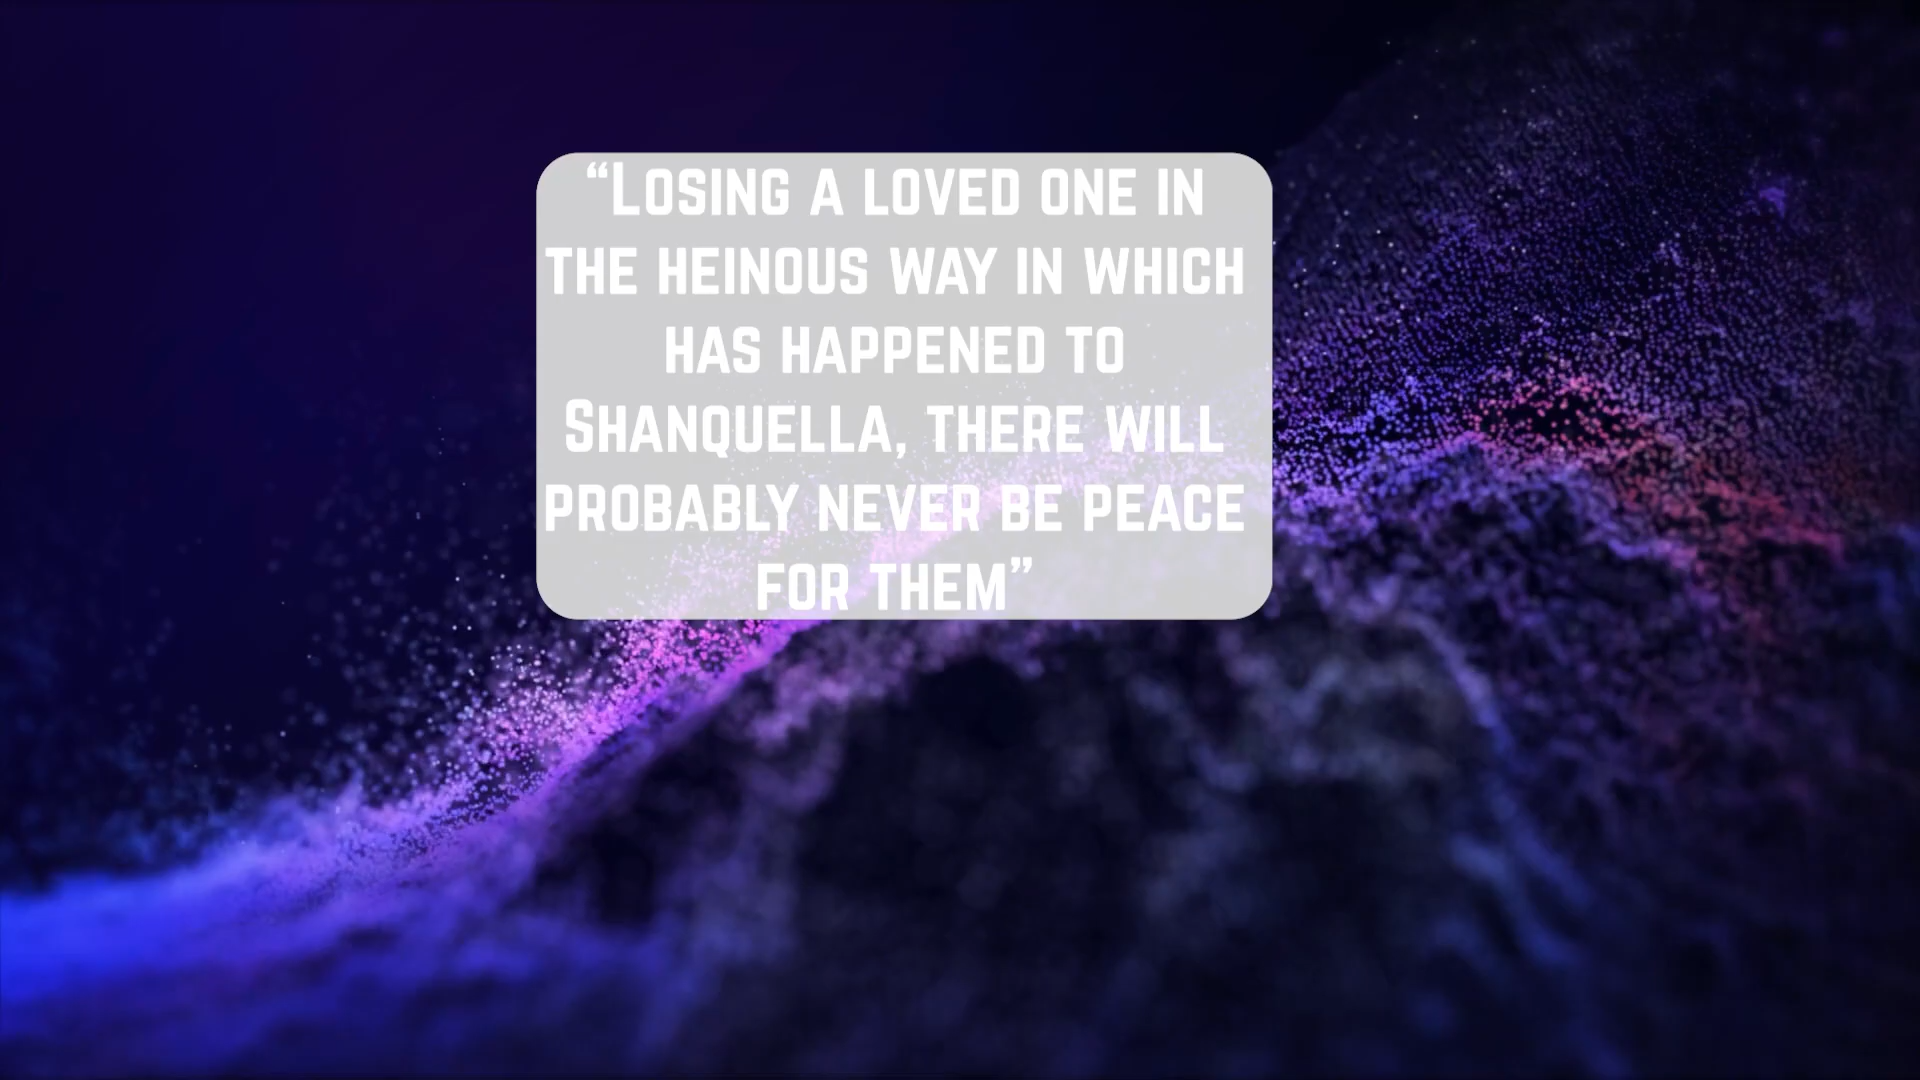 “Losing a loved one in
the heinous way in which
has happened to
Shanquella, there will
probably never be peace
for them”